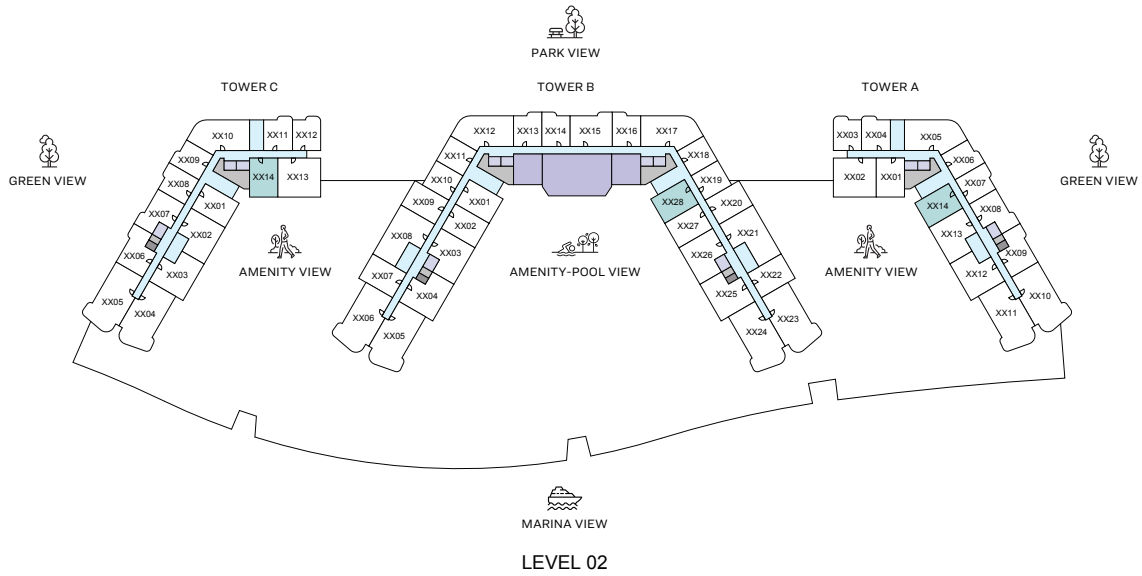 PARK VIEW
TOWER C
TOWER B
TOWER A
GREEN VIEW
GREEN VIEW
XX10
XX11
XX12
XX09
XX08
XX14
XX13
XX01
XX07
XX02
XX06
XX03
XX05
XX04
AMENITY VIEW
XX12
XX13
XX14
XX15
XX16
XX17
XX11
XX18
XX10
XX19
XX09
XX01
XX28
XX20
XX02
XX27
XX08
XX03
XX21
XX26
XX07
XX04
XX22
XX25
XX06
XX05
XX24
XX23
AMENITY-POOL VIEW
XX03
XX04
XX05
XX02
XX01
XX06
XX07
XX14
XX08
XX13
XX09
XX12
XX10
XX11
AMENITY VIEW
MARINA VIEW
LEVEL 02